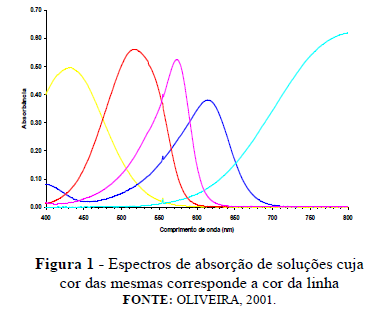 0.70
0.60
0.50
0.40
0.30
0.20
0.10
0.00
Absorbância
400 450 500 550 600 650 700 750 800
Comprimento de onda (nm)
Figura 1 - Espectros de absorção de soluções cuja
cor das mesmas corresponde a cor da linha
FONTE: OLIVEIRA, 2001.